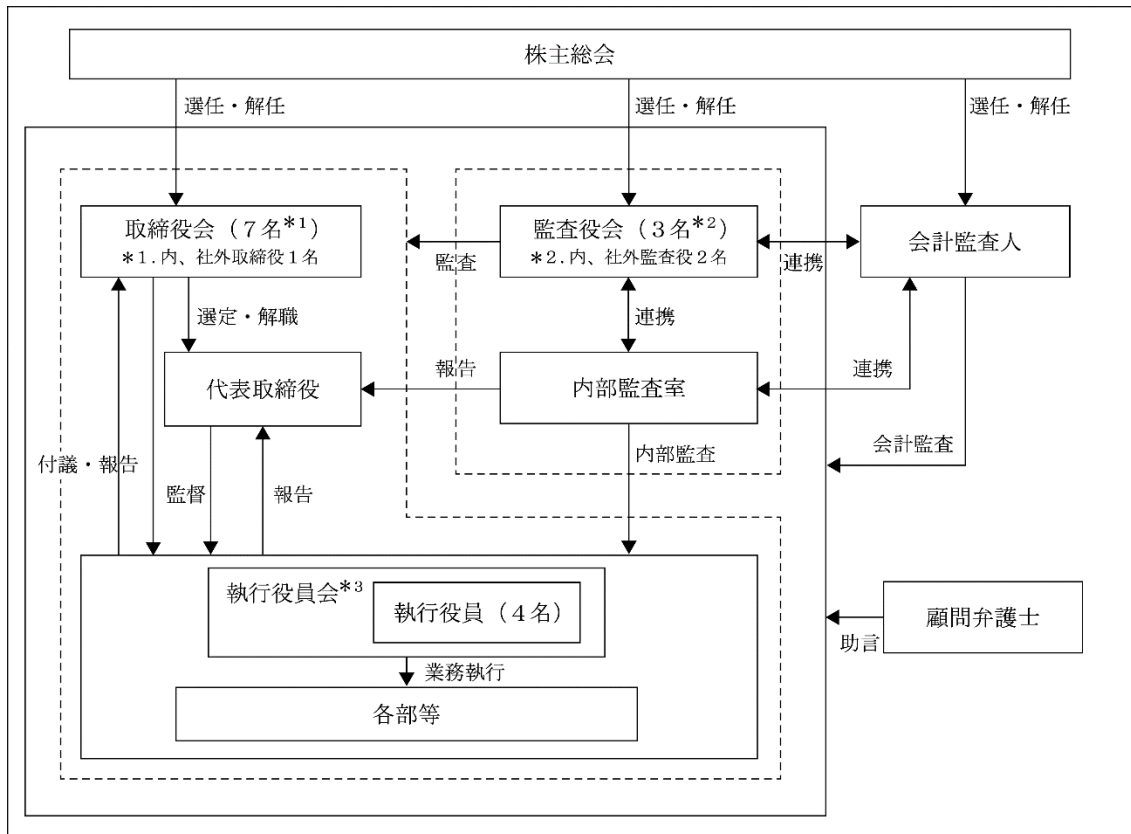 株主総会
選任・解任
選任・解任
選任・解任
取締役会（７名＊1）
＊１．内、社外取締役１名
監査役会（３名＊2）
＊２．内、社外監査役２名
会計監査人
監査
連携
選定・解職
連携
代表取締役
報告
内部監査室
連携
付議・報告
監督
報告
内部監査
会計監査
執行役員会＊3
執行役員（４名）
業務執行
各部等
顧問弁護士
助言